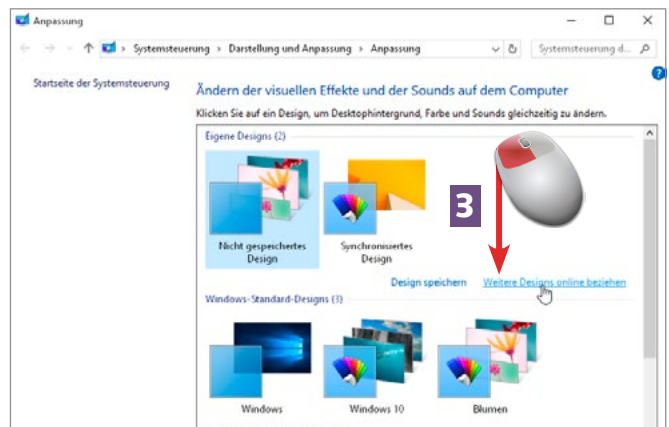 Anpassung
Systemsteuerung › Darstellung und Anpassung › Anpassung
Systemsteuerung d...
Startseite der Systemsteuerung
?
Ändern der visuellen Effekte und der Sounds auf dem Computer
Klicken Sie auf ein Design, um Desktophintergrund, Farbe und Sounds gleichzeitig zu ändern.
Eigene Designs (2)
3
Nicht gespeichertes
Design
Synchronisiertes
Design
Design speichern
Weitere Designs online beziehen
Windows-Standard-Designs (3)
Windows
Windows 10
Blumen